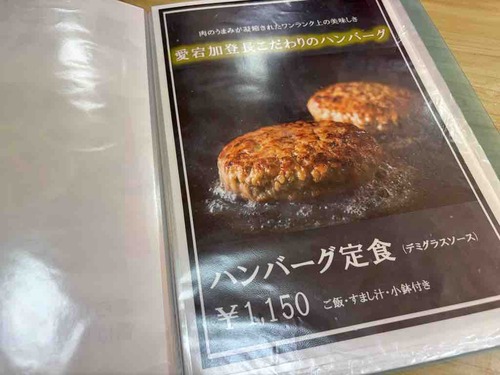 肉のうまみが凝縮されたワンランク上の美味しさ
愛宕加登長こだわりのハンバーグ
ハンバーグ定食 (デミグラスソース)
¥1,150 ご飯・すまし汁・小鉢付き